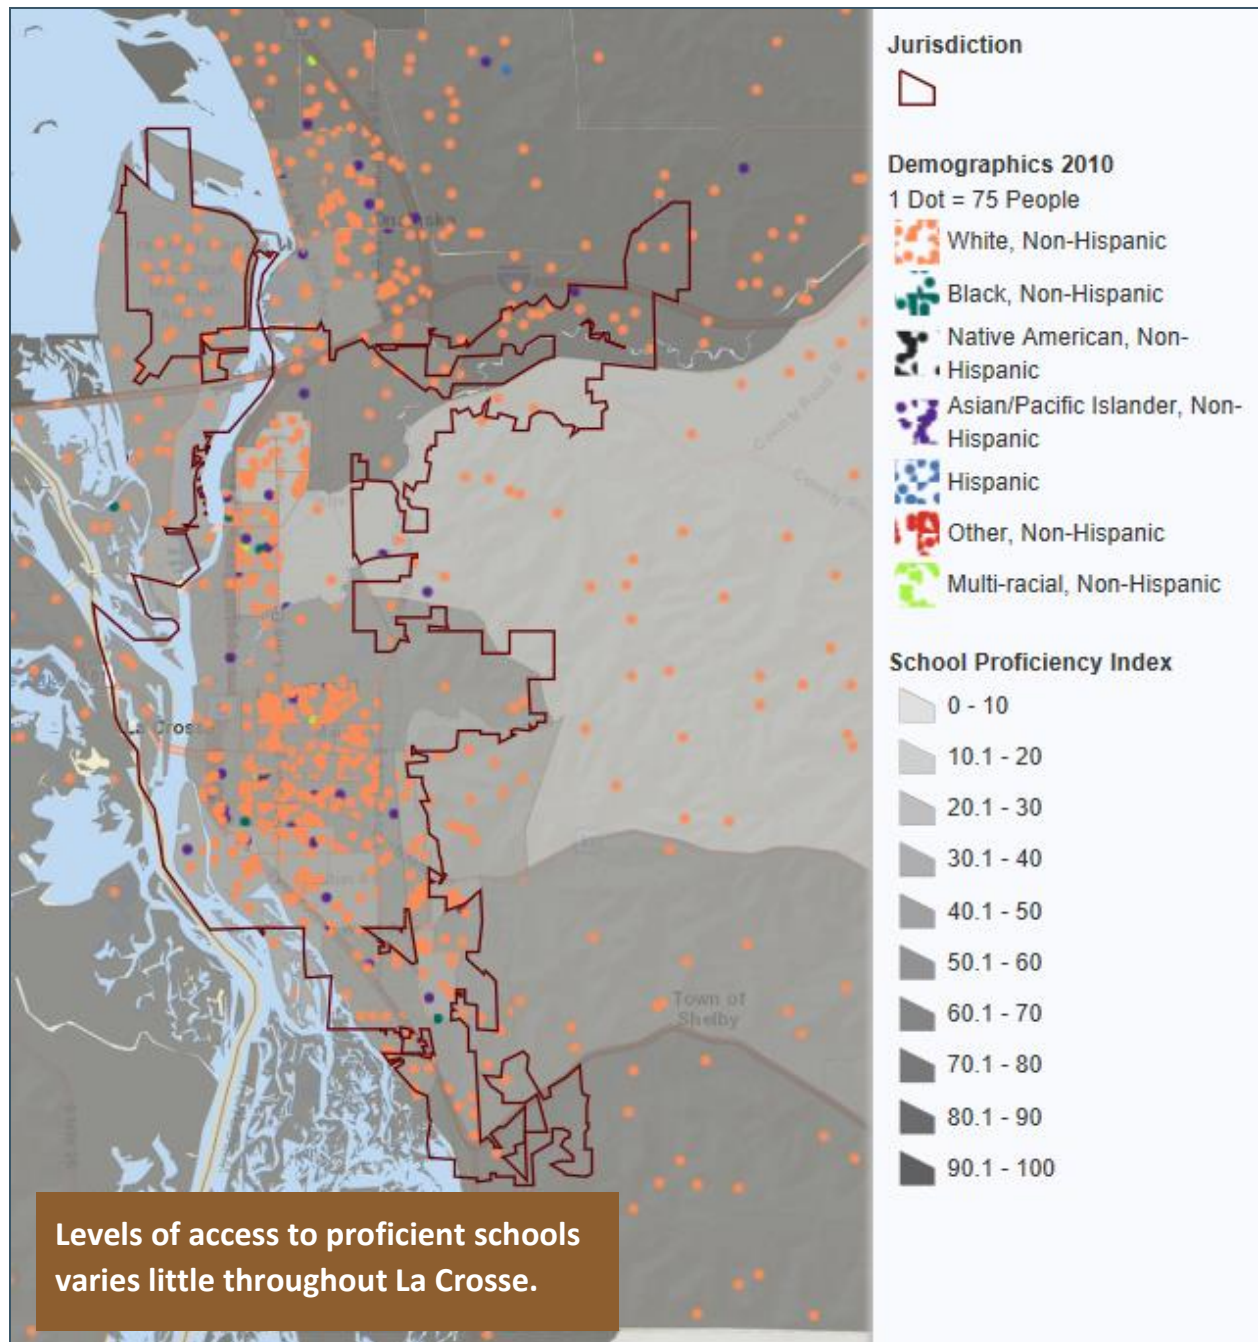 Jurisdiction
Demographics 2010
1 Dot = 75 People
White, Non-Hispanic
Black, Non-Hispanic
Native American, Non-
Hispanic
Asian/Pacific Islander, Non-
Hispanic
Hispanic
Other, Non-Hispanic
Multi-racial, Non-Hispanic
School Proficiency Index
0 - 10
10.1 - 20
20.1 - 30
30.1 - 40
40.1 - 50
50.1 - 60
60.1 - 70
70.1 - 80
80.1 - 90
90.1 - 100
La Cross
Town of
Shelby
Levels of access to proficient schools
varies little throughout La Crosse.